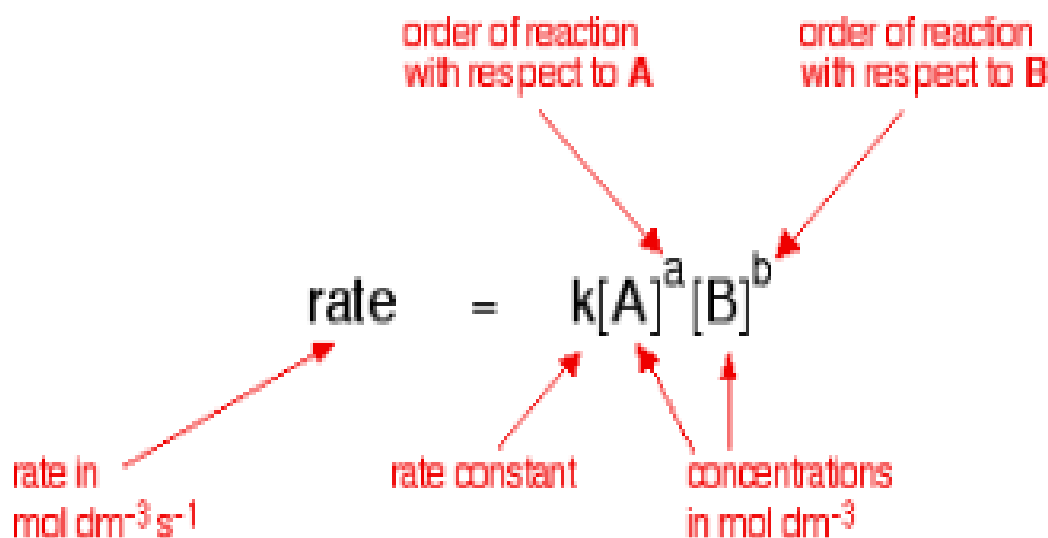 order of reaction
with respect to A
order of reaction
with respect to B
rate = k[A]ᵃ[B]ᵇ
rate in
mol dm⁻³ s⁻¹
rate constant
concentrations
in mol dm⁻³